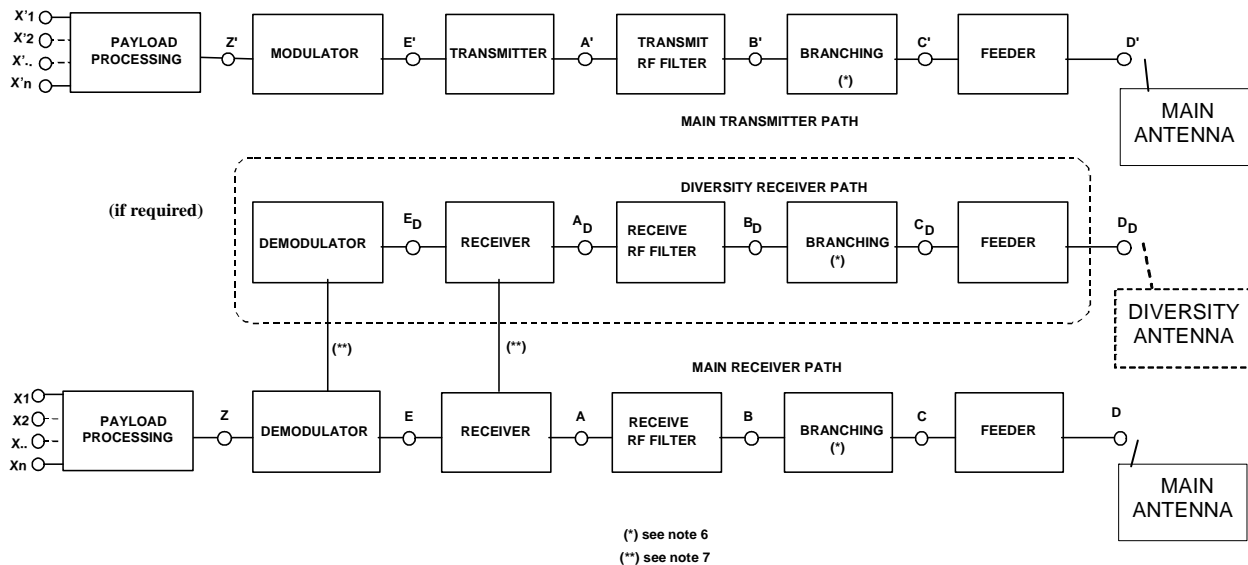 X'1
X'2
X'..
X'n
PAYLOAD
PROCESSING
Z'
MODULATOR
E'
TRANSMITTER
A'
TRANSMIT
RF FILTER
B'
BRANCHING
(*)
C'
FEEDER
D'
MAIN
ANTENNA
MAIN TRANSMITTER PATH
(if required)
DIVERSITY RECEIVER PATH
DEMODULATOR
ED
RECEIVER
AD
RECEIVE
RF FILTER
BD
BRANCHING
(*)
CD
FEEDER
DD
DIVERSITY
ANTENNA
(**)
(**)
MAIN RECEIVER PATH
X1
X2
X..
Xn
PAYLOAD
PROCESSING
Z
DEMODULATOR
E
RECEIVER
A
RECEIVE
RF FILTER
B
BRANCHING
(*)
C
FEEDER
D
MAIN
ANTENNA
(*) see note 6
(**) see note 7